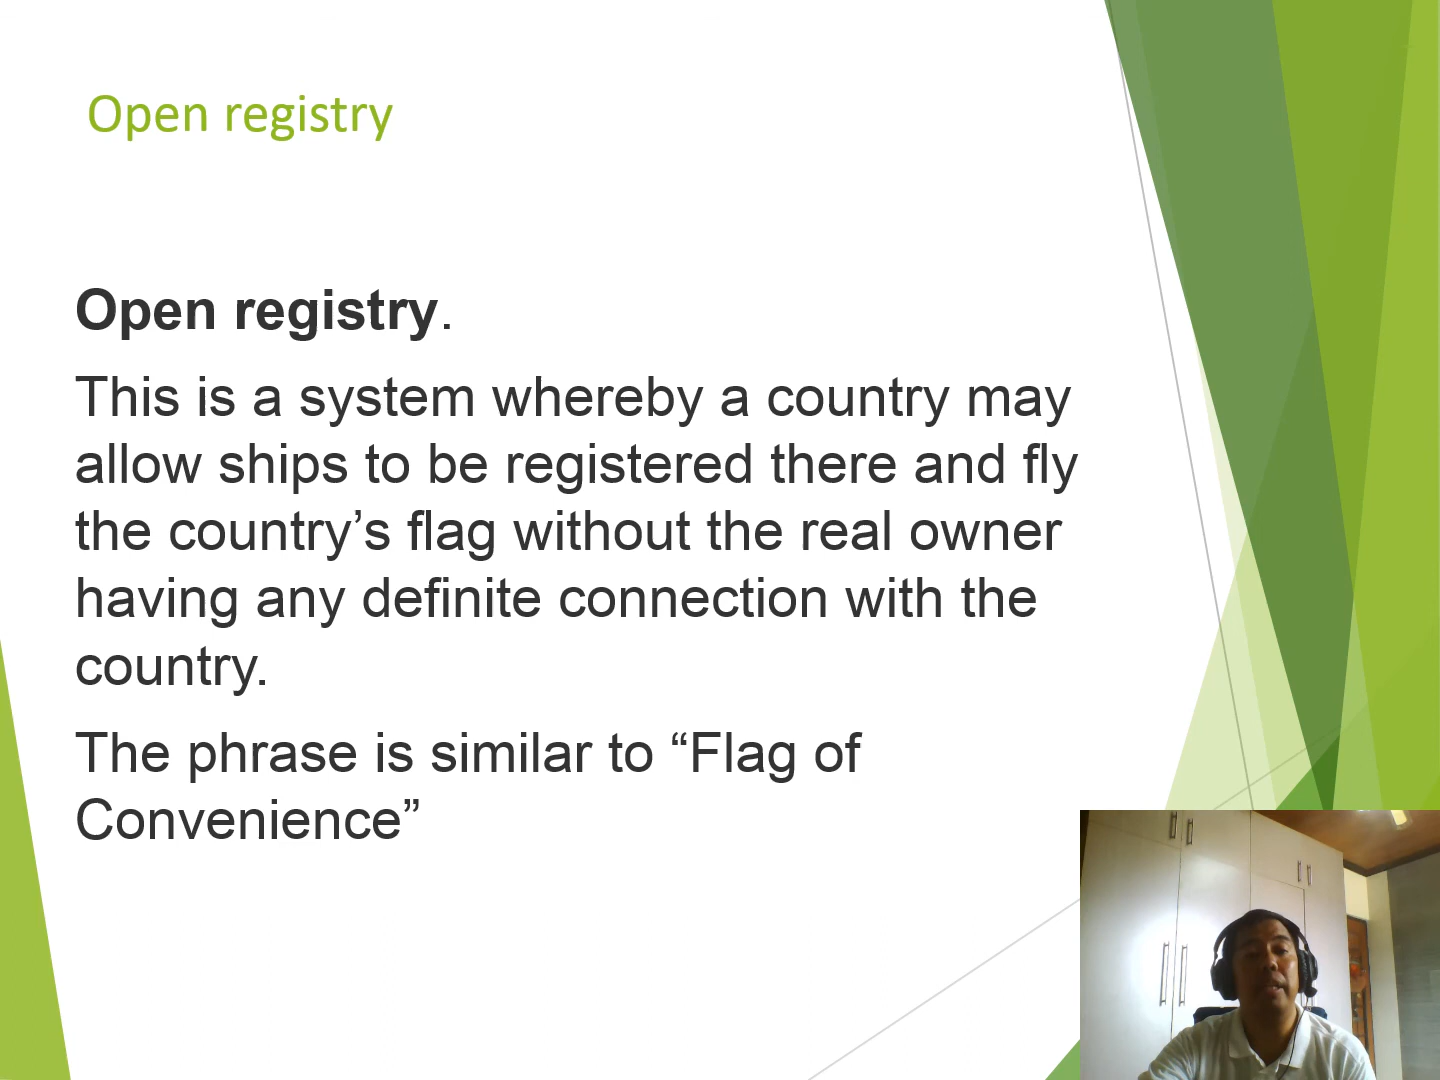 Open registry
Open registry.
This is a system whereby a country may
allow ships to be registered there and fly
the country’s flag without the real owner
having any definite connection with the
country.
The phrase is similar to “Flag of
Convenience”